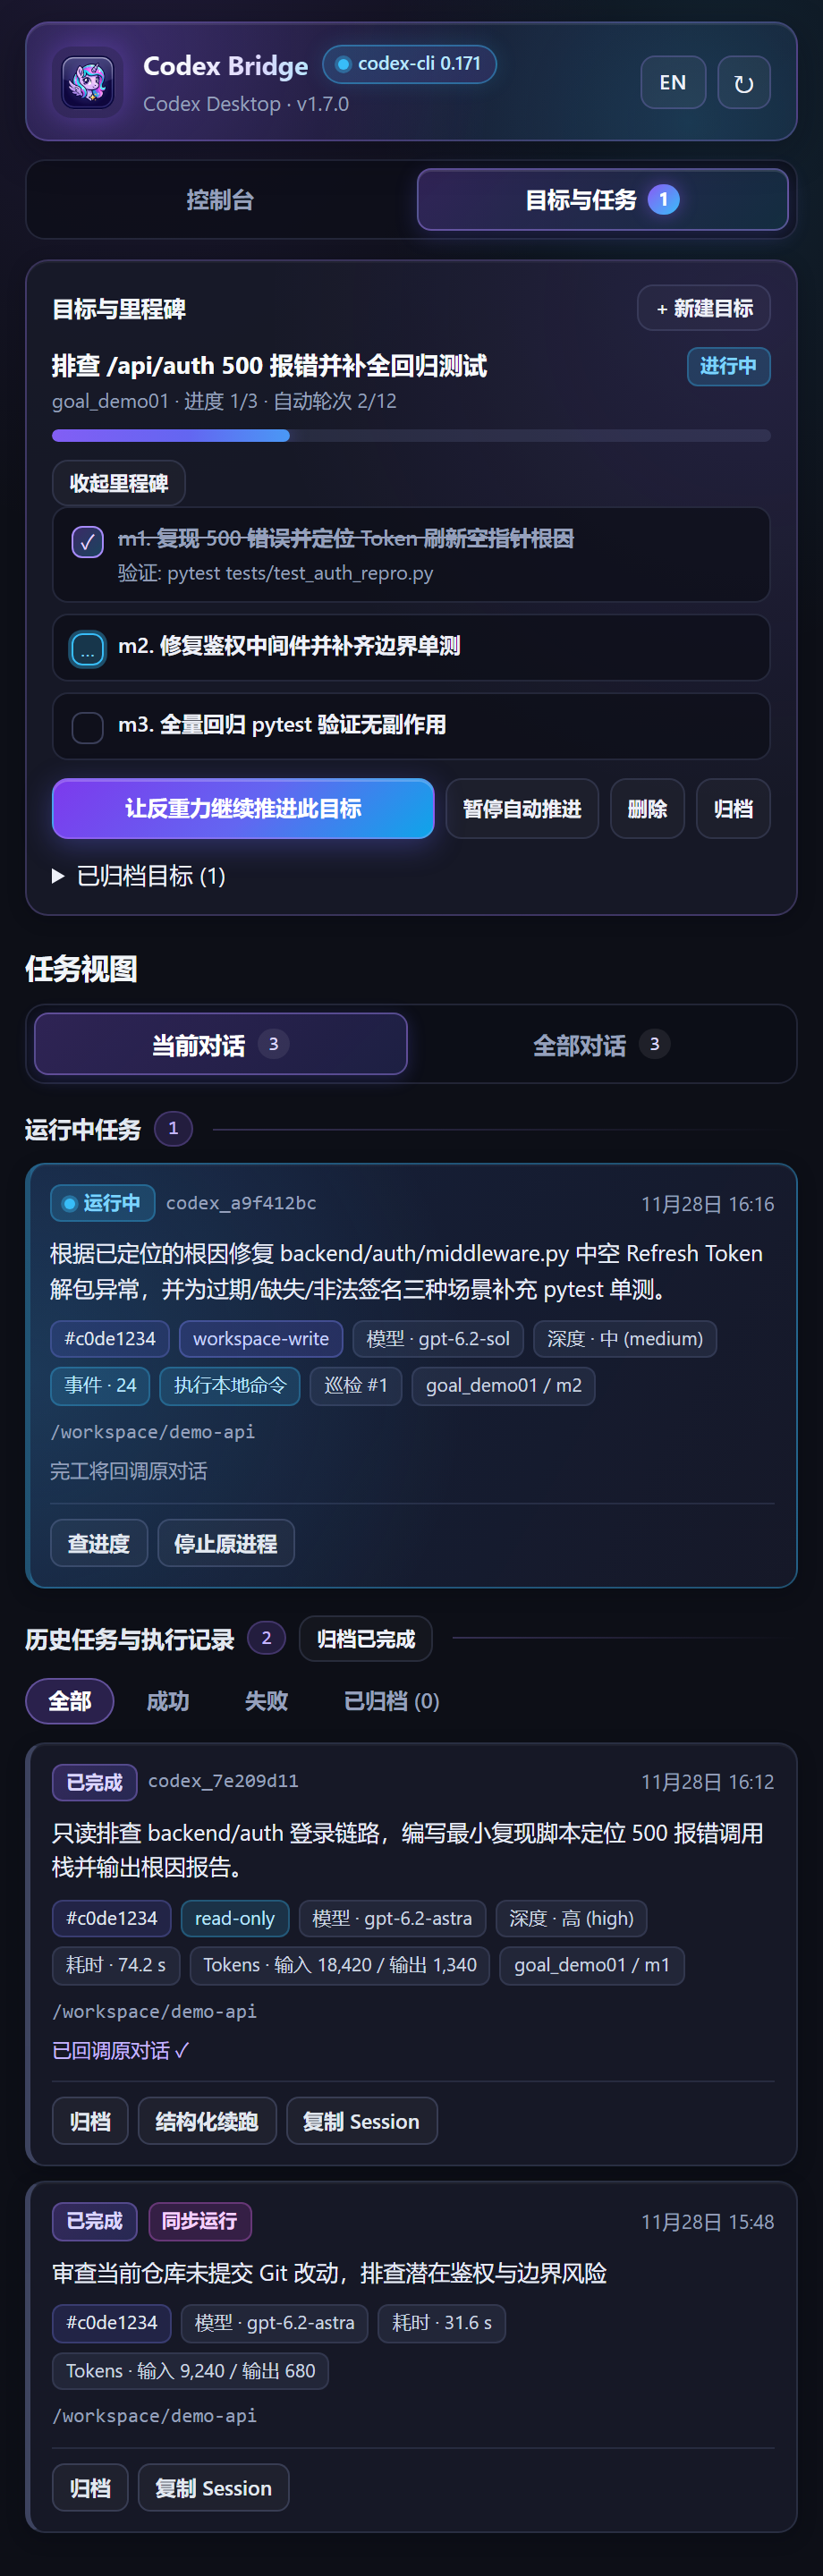 Codex Bridge codex-cli 0.171
Codex Desktop · v1.7.0
EN
控制台
目标与任务 1
目标与里程碑
+ 新建目标
排查 /api/auth 500 报错并补全回归测试
进行中
goal_demo01 · 进度 1/3 · 自动轮次 2/12
收起里程碑
✓ m1. 复现 500 错误并定位 Token 刷新空指针根因
验证: pytest tests/test_auth_repro.py
... m2. 修复鉴权中间件并补齐边界单测
m3. 全量回归 pytest 验证无副作用
让反重力继续推进此目标
暂停自动推进
删除
归档
▶ 已归档目标 (1)
任务视图
当前对话 3
全部对话 3
运行中任务 1
运行中 codex_a9f412bc 11月28日 16:16
根据已定位的根因修复 backend/auth/middleware.py 中空 Refresh Token
解包异常，并为过期/缺失/非法签名三种场景补充 pytest 单测。
#c0de1234 workspace-write 模型 · gpt-6.2-sol 深度 · 中 (medium)
事件 · 24 执行本地命令 巡检 #1 goal_demo01 / m2
/workspace/demo-api
完工将回调原对话
查进度 停止原进程
历史任务与执行记录 2 归档已完成
全部 成功 失败 已归档 (0)
已完成 codex_7e209d11 11月28日 16:12
只读排查 backend/auth 登录链路，编写最小复现脚本定位 500 报错调用
栈并输出根因报告。
#c0de1234 read-only 模型 · gpt-6.2-astra 深度 · 高 (high)
耗时 · 74.2 s Tokens · 输入 18,420 / 输出 1,340 goal_demo01 / m1
/workspace/demo-api
已回调原对话 ✓
归档 结构化续跑 复制 Session
已完成 同步运行 11月28日 15:48
审查当前仓库未提交 Git 改动，排查潜在鉴权与边界风险
#c0de1234 模型 · gpt-6.2-astra 耗时 · 31.6 s
Tokens · 输入 9,240 / 输出 680
/workspace/demo-api
归档 复制 Session